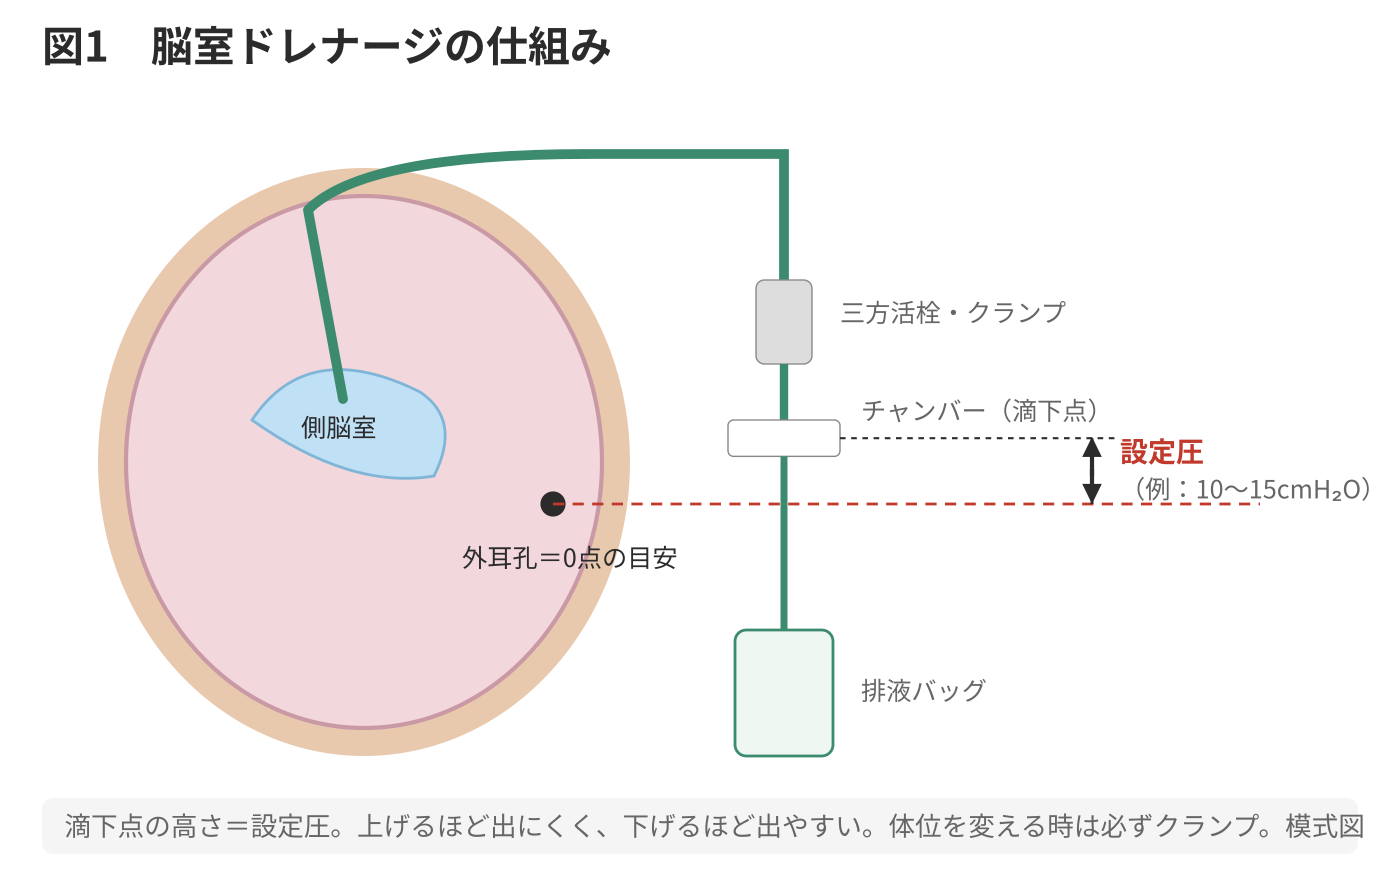 図1　脳室ドレナージの仕組み
三方活栓・クランプ
チャンバー（滴下点）
側脳室
設定圧
（例：10〜15cmH₂O）
外耳孔＝0点の目安
排液バッグ
滴下点の高さ＝設定圧。上げるほど出にくく、下げるほど出やすい。体位を変える時は必ずクランプ。模式図